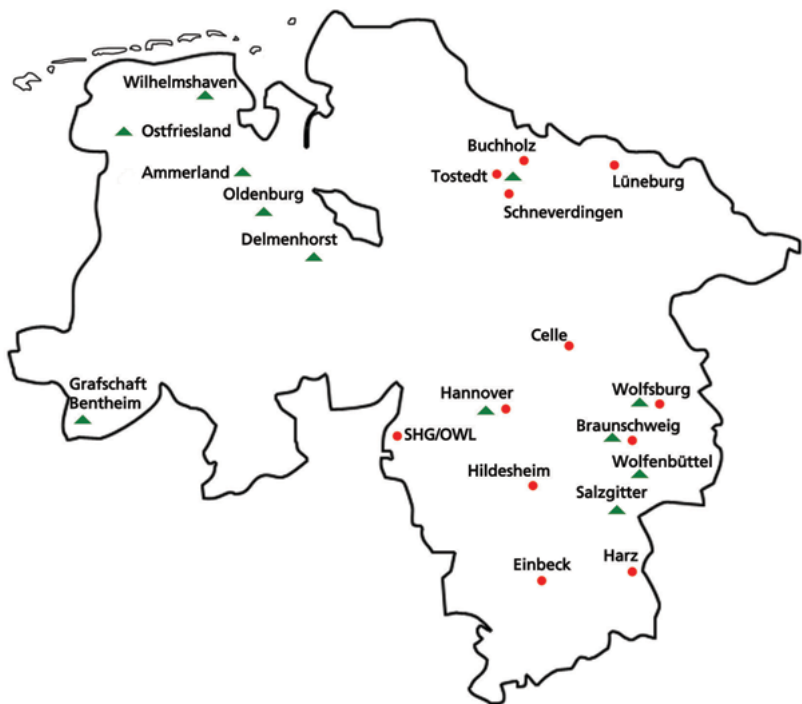 Wilhelmshaven
Ostfriesland
Buchholz
Ammerland
Tostedt
Lüneburg
Oldenburg
Schneverdingen
Delmenhorst
Celle
Grafschaft
Bentheim
Hannover
Wolfsburg
Braunschweig
SHG/OWL
Wolfenbüttel
Hildesheim
Salzgitter
Einbeck
Harz